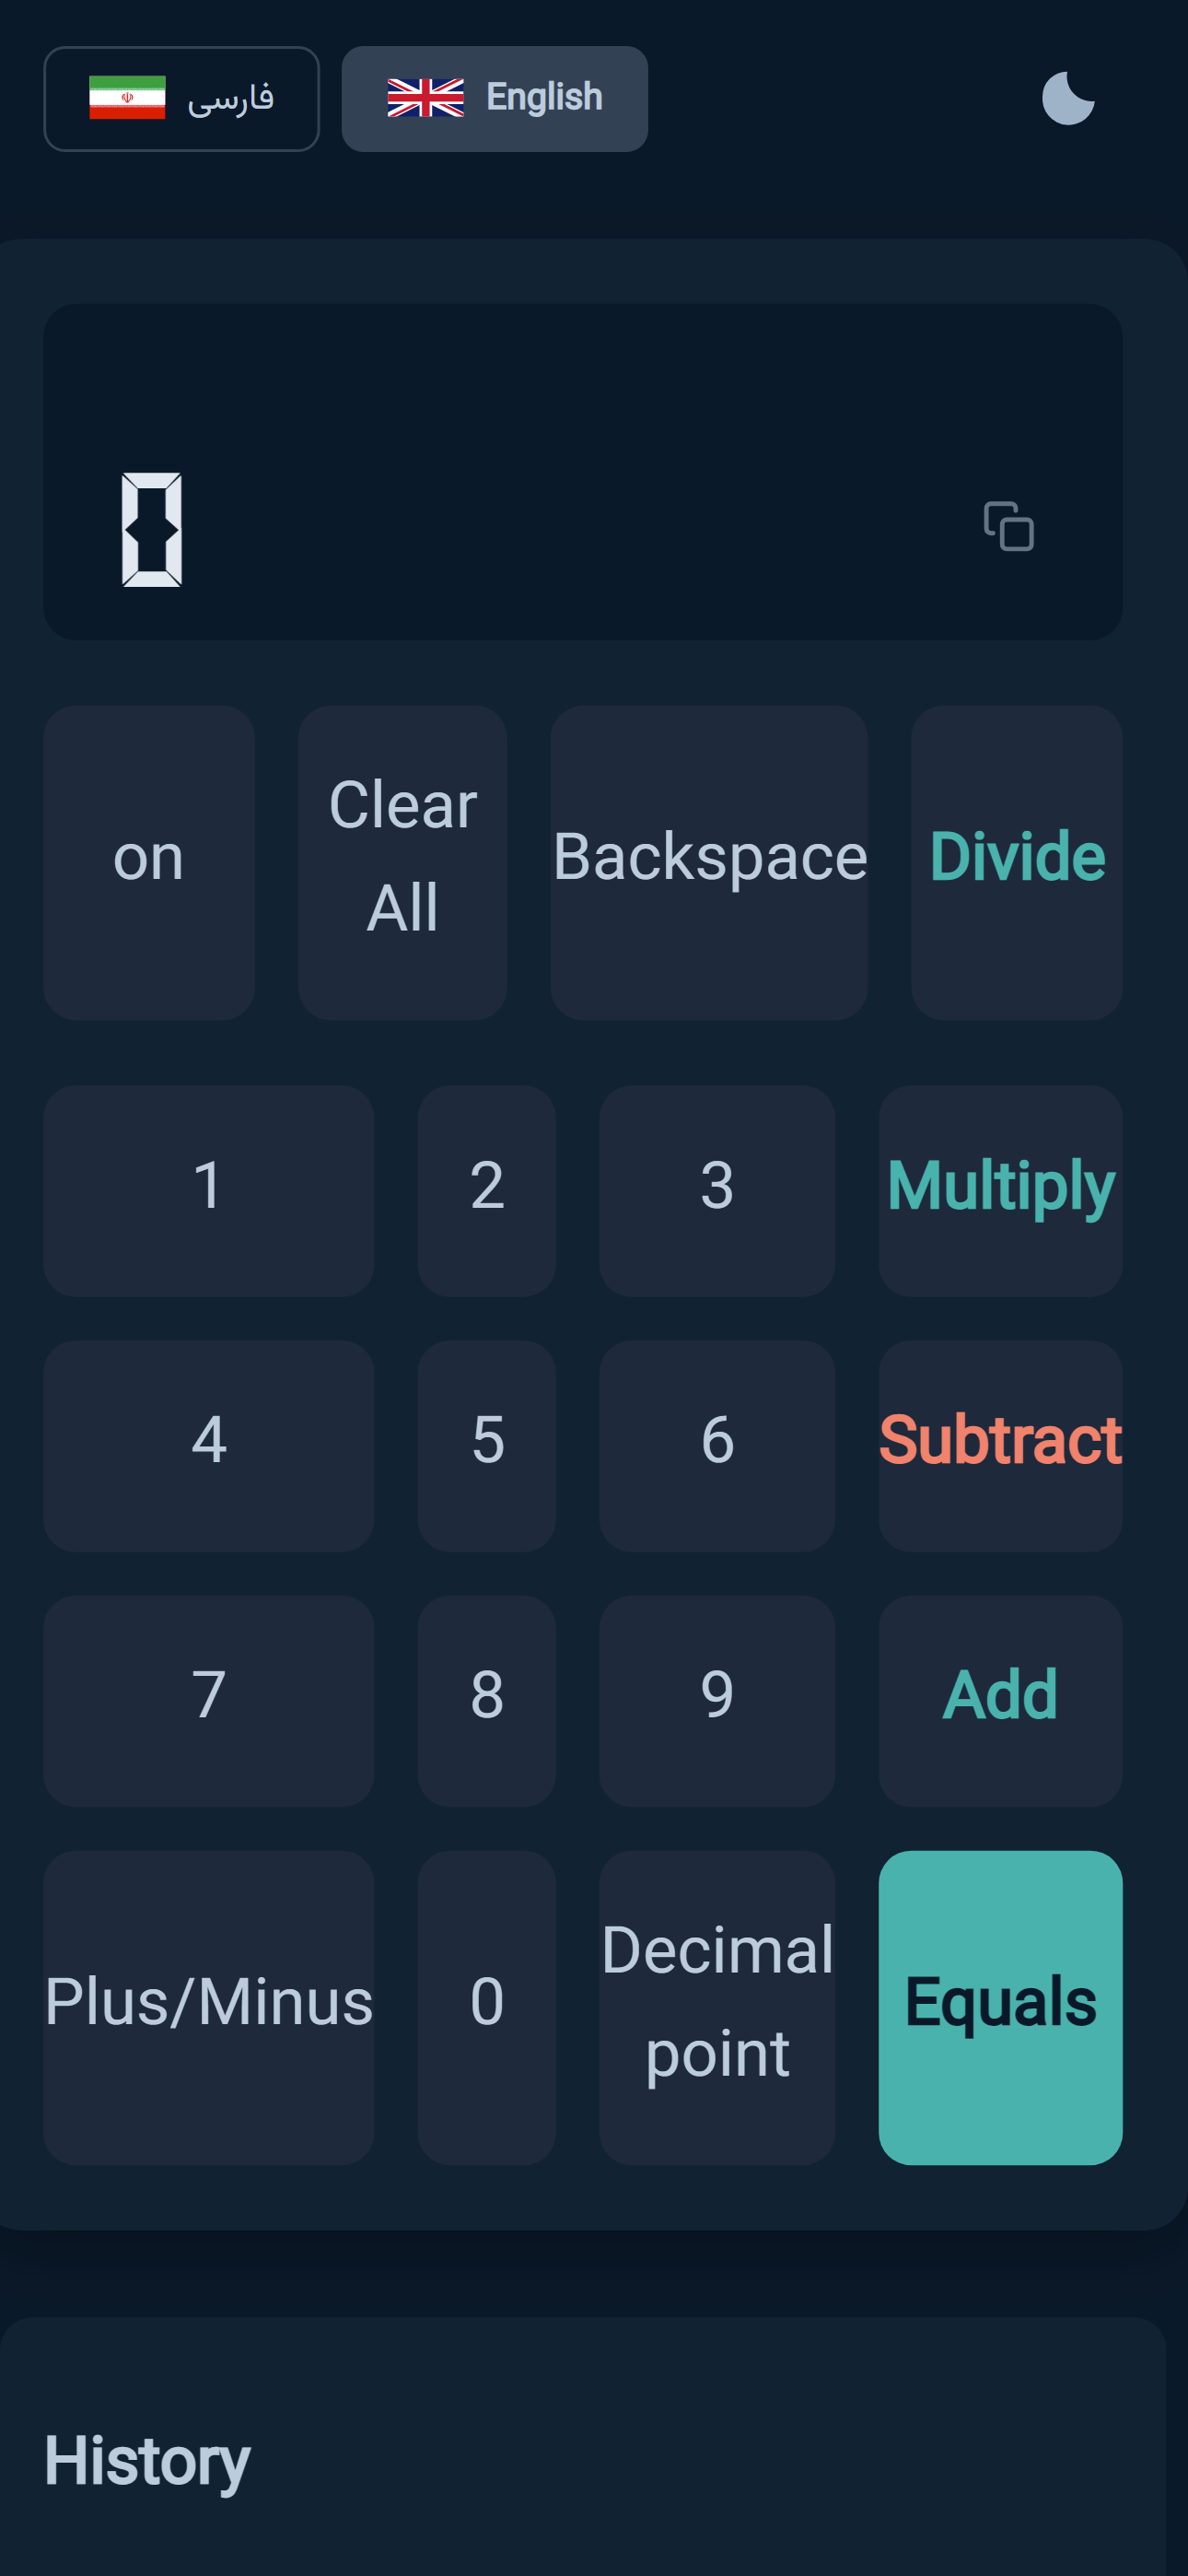 فارسی
English
0
on
Clear
All
Backspace
Divide
1
2
3
Multiply
4
5
6
Subtract
7
8
9
Add
Plus/Minus
0
Decimal
point
Equals
History